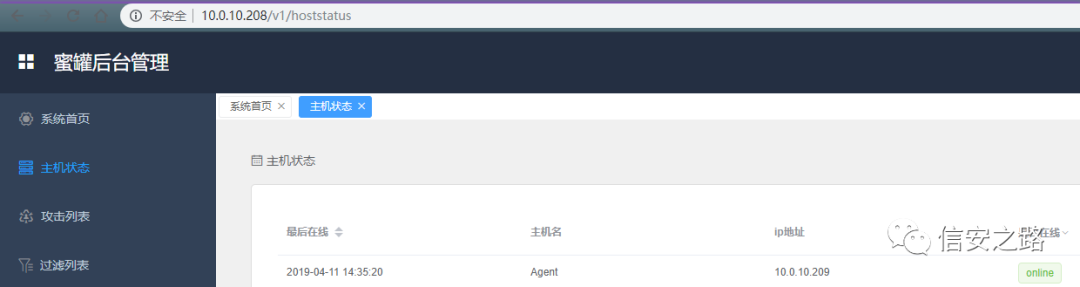 不安全 | 10.0.10.208/v1/hoststatus
蜜罐后台管理
系统首页
主机状态
攻击列表
过滤列表
系统首页 × 主机状态 ×
主机状态
最后在线 主机名 ip地址 在线
2019-04-11 14:35:20 Agent 10.0.10.209 online
信安之路